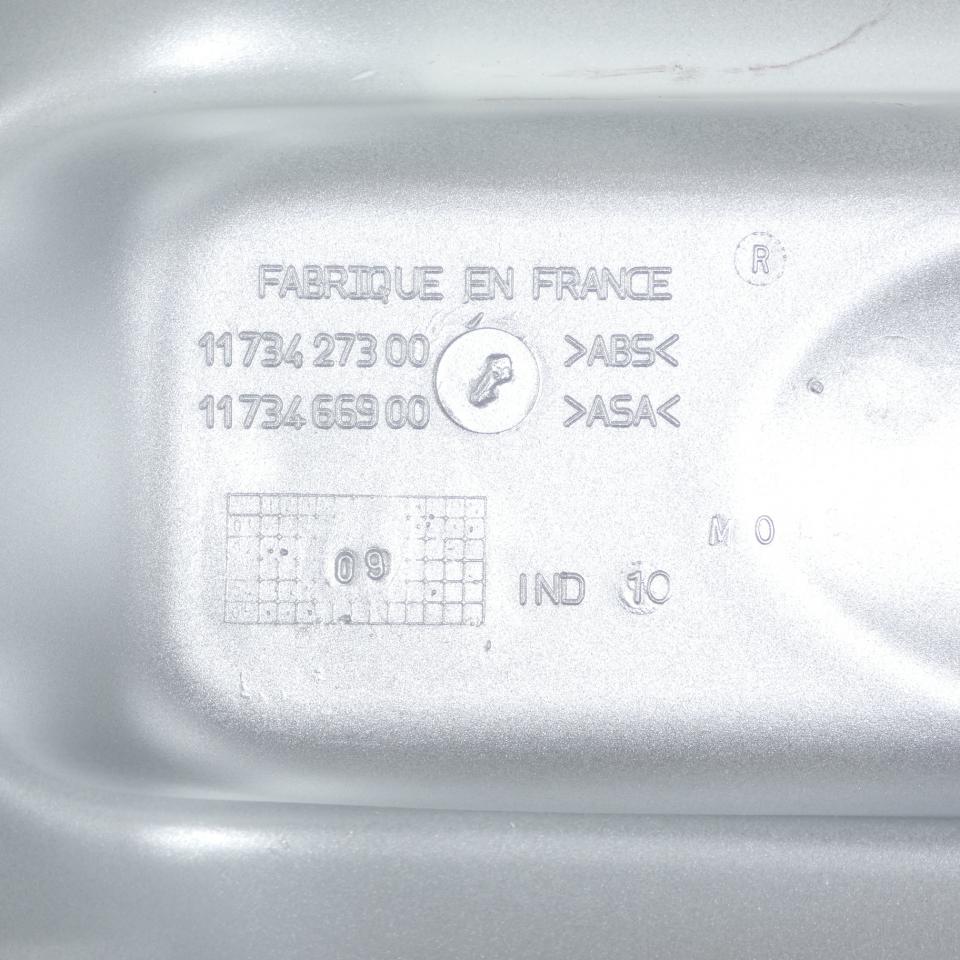 R
FABRIQUE EN FRANCE
11 734 273 00 >ABS<
11 734 669 00 >ASA<
M O
09
IND 10